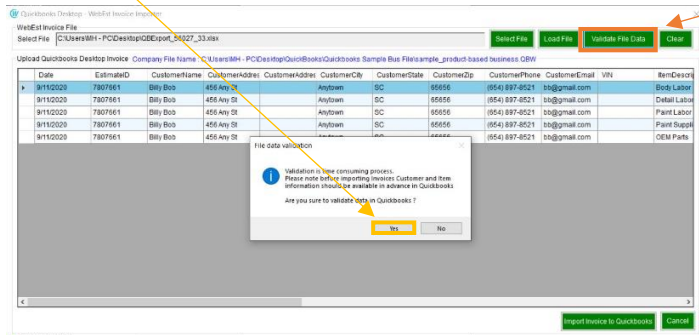 Quickbooks Desktop - WebEst Invoice Importer
WebEst Invoice File
Select File C:\Users\MH - PC\Desktop\QBExport_56027_33.xlsx Select File Load File Validate File Data Clear
Upload Quickbooks Desktop Invoice Company File Name : C:\Users\MH - PC\Desktop\QuickBooks\Quickbooks Sample Bus File\sample_product-based business.QBW
Date EstimateID CustomerName CustomerAddres CustomerAddres CustomerCity CustomerState CustomerZip CustomerPhone CustomerEmail VIN ItemDescrip
9/11/2020 7807661 Billy Bob 456 Any St Anytown SC 65656 (654) 897-8521 bb@gmail.com Body Labor
9/11/2020 7807661 Billy Bob 456 Any St Anytown SC 65656 (654) 897-8521 bb@gmail.com Detail Labor
9/11/2020 7807661 Billy Bob 456 Any St Anytown SC 65656 (654) 897-8521 bb@gmail.com Paint Labor
9/11/2020 7807661 Billy Bob 456 Any St Anytown SC 65656 (654) 897-8521 bb@gmail.com Paint Suppli
9/11/2020 7807661 Billy Bob 456 Any St (654) 897-8521 bb@gmail.com OEM Parts
File data validation
Validation is time consuming process.
Please note before importing Invoices Customer and Item
information should be available in advance in Quickbooks
Are you sure to validate data in Quickbooks ?
Yes No
Import Invoice to Quickbooks Cancel